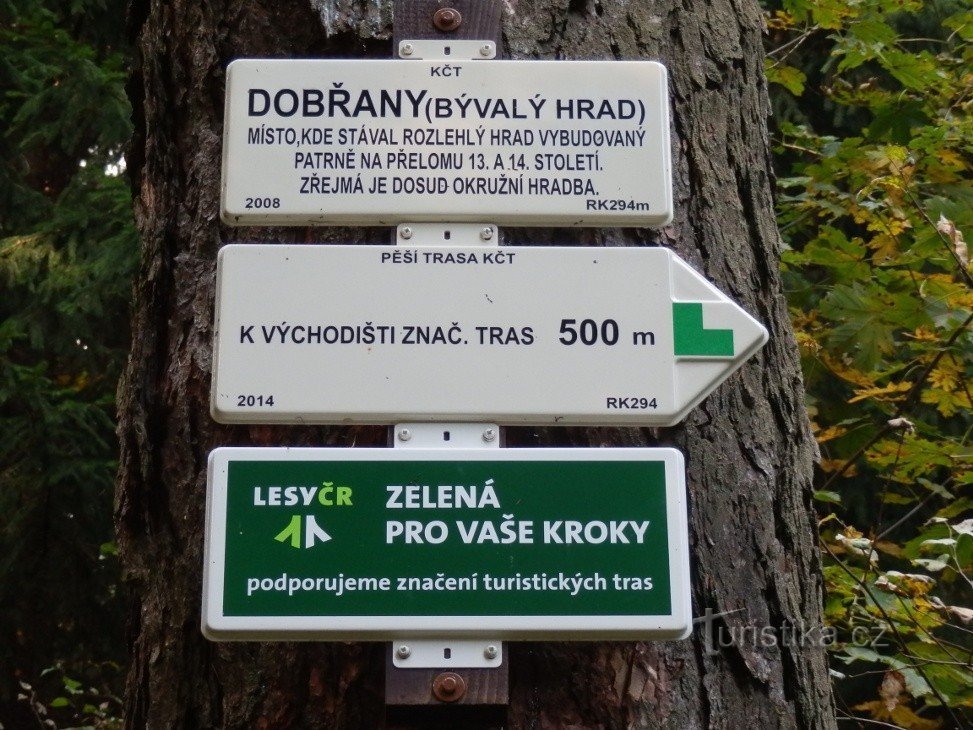 KČT
DOBŘANY(BÝVALÝ HRAD)
MÍSTO,KDE STÁVAL ROZLEHLÝ HRAD VYBUDOVANÝ
PATRNĚ NA PŘELOMU 13. A 14. STOLETÍ.
ZŘEJMÁ JE DOSUD OKRUŽNÍ HRADBA.
2008 RK294m
PĚŠÍ TRASA KČT
K VÝCHODIŠTI ZNAČ. TRAS 500 m
2014 RK294
LESYČR
ZELENÁ
PRO VAŠE KROKY
podporujeme značení turistických tras
Turistika.cz